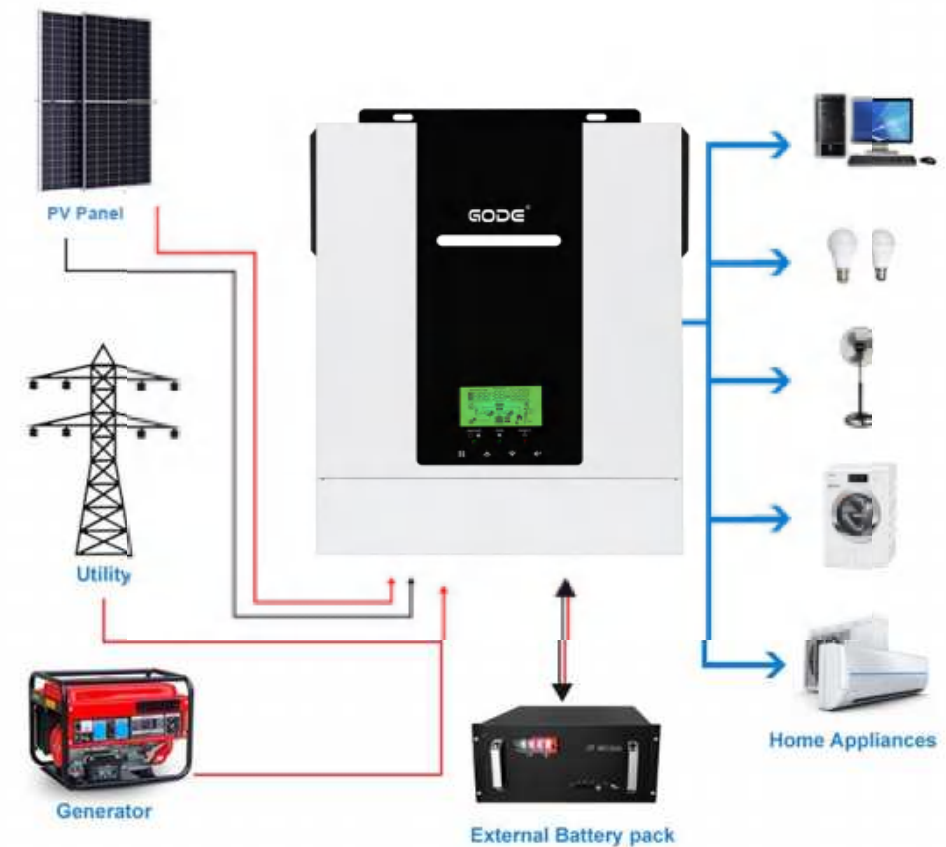 PV Panel
GODE®
Utility
Generator
External Battery pack
Home Appliances